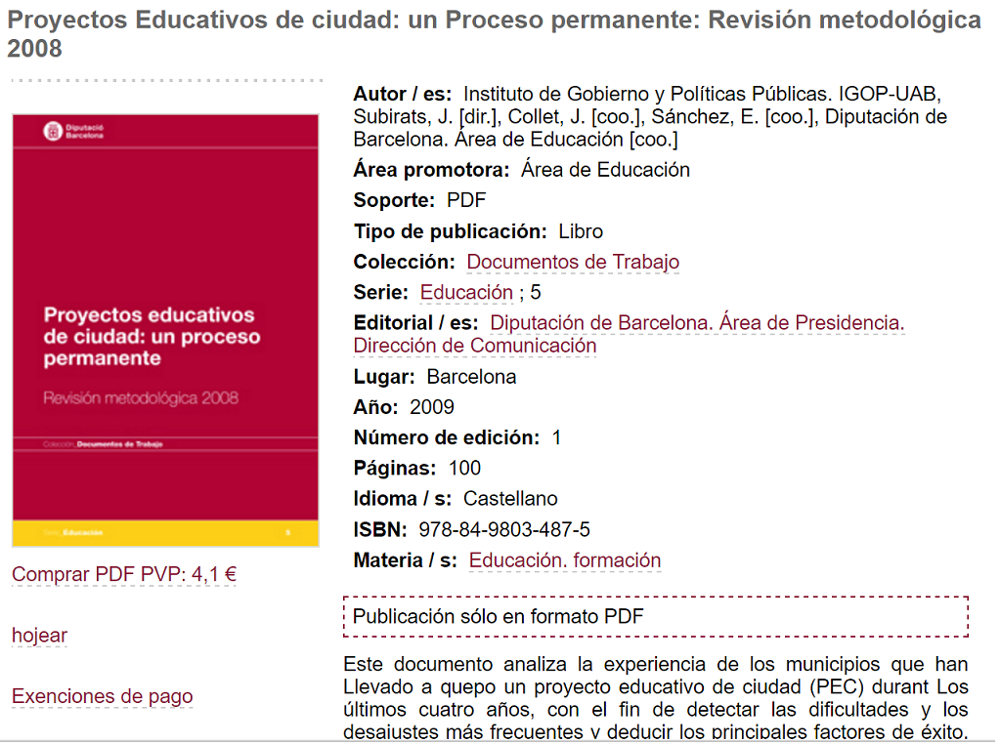 Proyectos Educativos de ciudad: un Proceso permanente: Revisión metodológica
2008
Diputació
Barcelona
Proyectos educativos
de ciudad: un proceso
permanente
Revisión metodológica 2008
Colección, Documentos de Trabajo
Serie, Educación 5
Comprar PDF PVP: 4,1 €
hojear
Exenciones de pago
Autor / es: Instituto de Gobierno y Políticas Públicas. IGOP-UAB,
Subirats, J. [dir.], Collet, J. [coo.], Sánchez, E. [coo.], Diputación de
Barcelona. Área de Educación [coo.]
Área promotora: Área de Educación
Soporte: PDF
Tipo de publicación: Libro
Colección: Documentos de Trabajo
Serie: Educación ; 5
Editorial / es: Diputación de Barcelona. Área de Presidencia.
Dirección de Comunicación
Lugar: Barcelona
Año: 2009
Número de edición: 1
Páginas: 100
Idioma / s: Castellano
ISBN: 978-84-9803-487-5
Materia / s: Educación. formación
Publicación sólo en formato PDF
Este documento analiza la experiencia de los municipios que han
Llevado a quepo un proyecto educativo de ciudad (PEC) durant Los
últimos cuatro años, con el fin de detectar las dificultades y los
desajustes más frecuentes y deducir los principales factores de éxito.